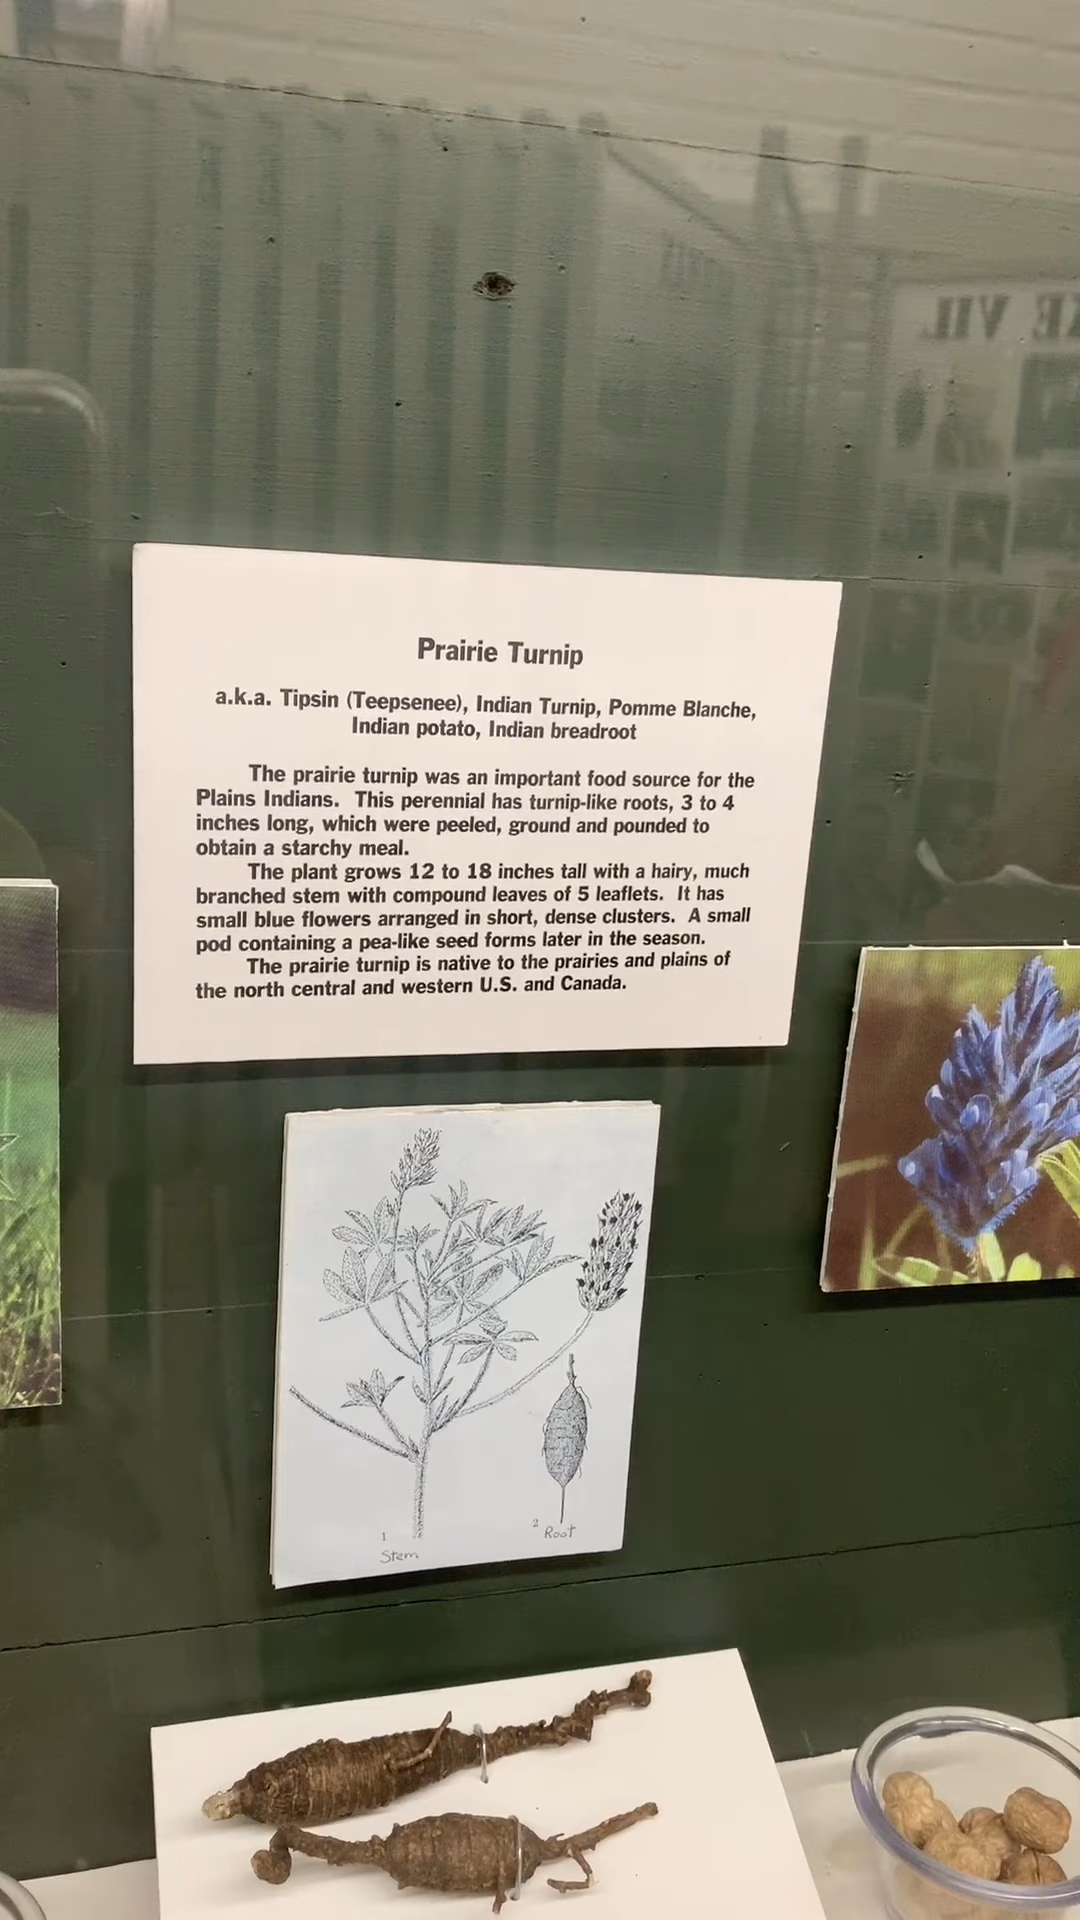 KE VIL
Prairie Turnip
a.k.a. Tipsin (Teepsenee), Indian Turnip, Pomme Blanche,
Indian potato, Indian breadroot
The prairie turnip was an important food source for the
Plains Indians. This perennial has turnip-like roots, 3 to 4
inches long, which were peeled, ground and pounded to
obtain a starchy meal.
The plant grows 12 to 18 inches tall with a hairy, much
branched stem with compound leaves of 5 leaflets. It has
small blue flowers arranged in short, dense clusters. A small
pod containing a pea-like seed forms later in the season.
The prairie turnip is native to the prairies and plains of
the north central and western U.S. and Canada.
1
Stem
2
Root